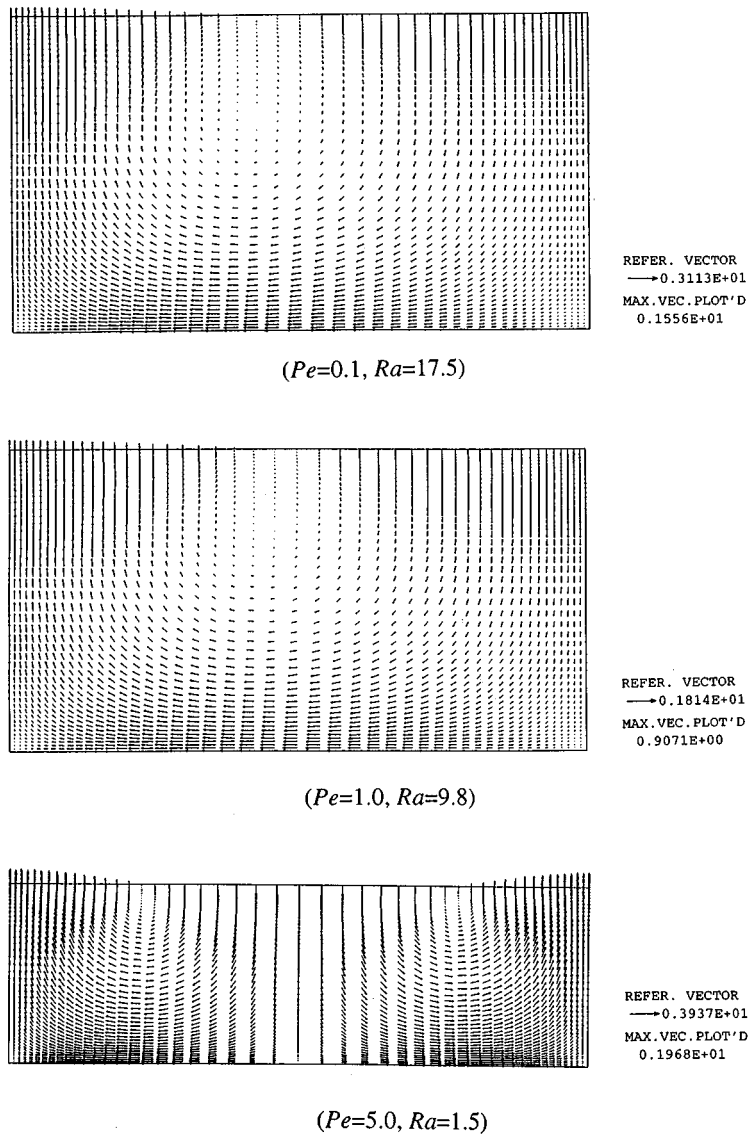 REFER. VECTOR
0.3113E+01
MAX.VEC.PLOT'D
0.1556E+01
(Pe=0.1, Ra=17.5)
REFER. VECTOR
0.1814E+01
MAX.VEC.PLOT'D
0.9071E+00
(Pe=1.0, Ra=9.8)
REFER. VECTOR
0.3937E+01
MAX.VEC.PLOT'D
0.1968E+01
(Pe=5.0, Ra=1.5)